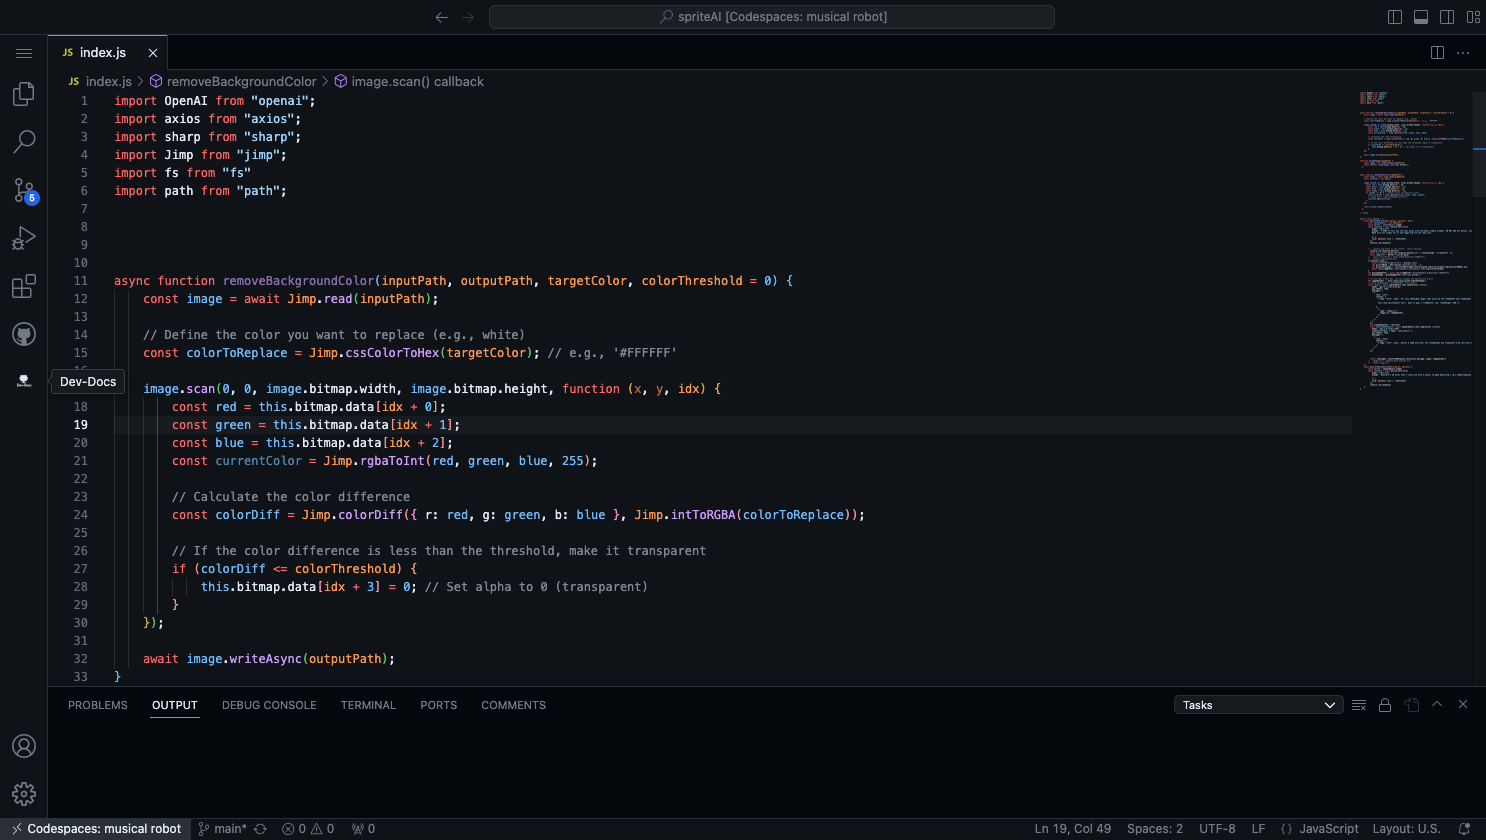 spriteAI [Codespaces: musical robot]
JS index.js
JS index.js > removeBackgroundColor > image.scan() callback
1 import OpenAI from "openai";
2 import axios from "axios";
3 import sharp from "sharp";
4 import Jimp from "jimp";
5 import fs from "fs"
6 import path from "path";
7
8
9
10
11 async function removeBackgroundColor(inputPath, outputPath, targetColor, colorThreshold = 0) {
12 const image = await Jimp.read(inputPath);
13
14 // Define the color you want to replace (e.g., white)
15 const colorToReplace = Jimp.cssColorToHex(targetColor); // e.g., '#FFFFFF'
image.scan(0, 0, image.bitmap.width, image.bitmap.height, function (x, y, idx) {
Dev-Docs
18 const red = this.bitmap.data[idx + 0];
19 const green = this.bitmap.data[idx + 1];
20 const blue = this.bitmap.data[idx + 2];
21 const currentColor = Jimp.rgbaToInt(red, green, blue, 255);
22
23 // Calculate the color difference
24 const colorDiff = Jimp.colorDiff({ r: red, g: green, b: blue }, Jimp.intToRGBA(colorToReplace));
25
26 // If the color difference is less than the threshold, make it transparent
27 if (colorDiff <= colorThreshold) {
28 this.bitmap.data[idx + 3] = 0; // Set alpha to 0 (transparent)
29 }
30 });
31
32 await image.writeAsync(outputPath);
33 }
5
PROBLEMS OUTPUT DEBUG CONSOLE TERMINAL PORTS COMMENTS Tasks
Codespaces: musical robot main* 0 0 0 Ln 19, Col 49 Spaces: 2 UTF-8 LF {} JavaScript Layout: U.S.